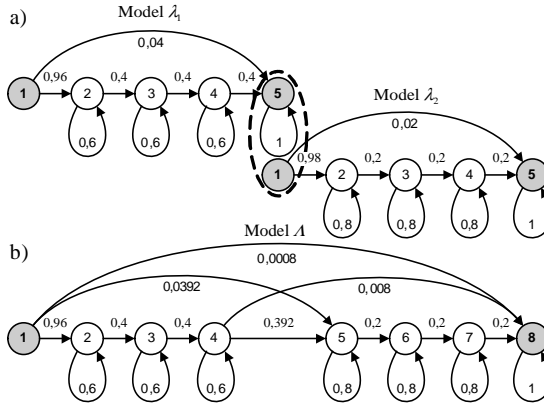 a)
Model λ₁
0,04
0,96 0,4 0,4 0,4
1 2 3 4 5
0,6 0,6 0,6 1
Model λ₂
0,02
0,98 0,2 0,2 0,2
1 2 3 4 5
0,8 0,8 0,8 1
b)
Model Λ
0,0008
0,0392 0,008
0,96 0,4 0,4 0,392 0,2 0,2 0,2
1 2 3 4 5 6 7 8
0,6 0,6 0,6 0,8 0,8 0,8 1